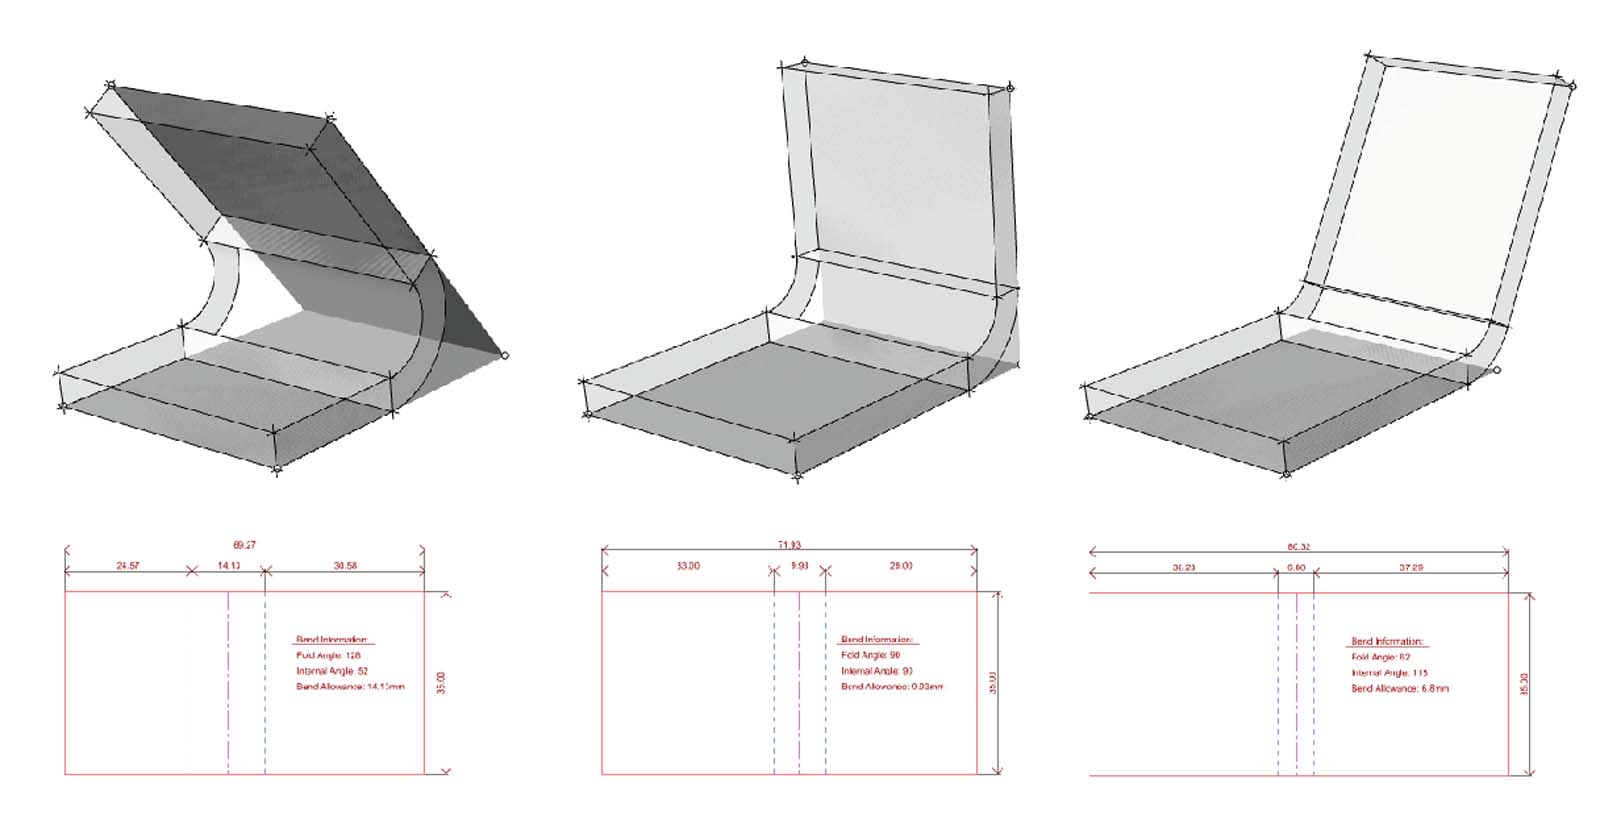 69.27
24.57 14.13 30.58
Bend Information:
Fold Angle: 128
Internal Angle: 52
Bend Allowance: 14.13mm
35.00
71.93
33.00 9.93 29.00
Bend Information:
Fold Angle: 90
Internal Angle: 90
Bend Allowance: 9.93mm
35.00
80.32
36.23 6.80 37.29
Bend Information:
Fold Angle: 62
Internal Angle: 118
Bend Allowance: 6.8mm
35.00